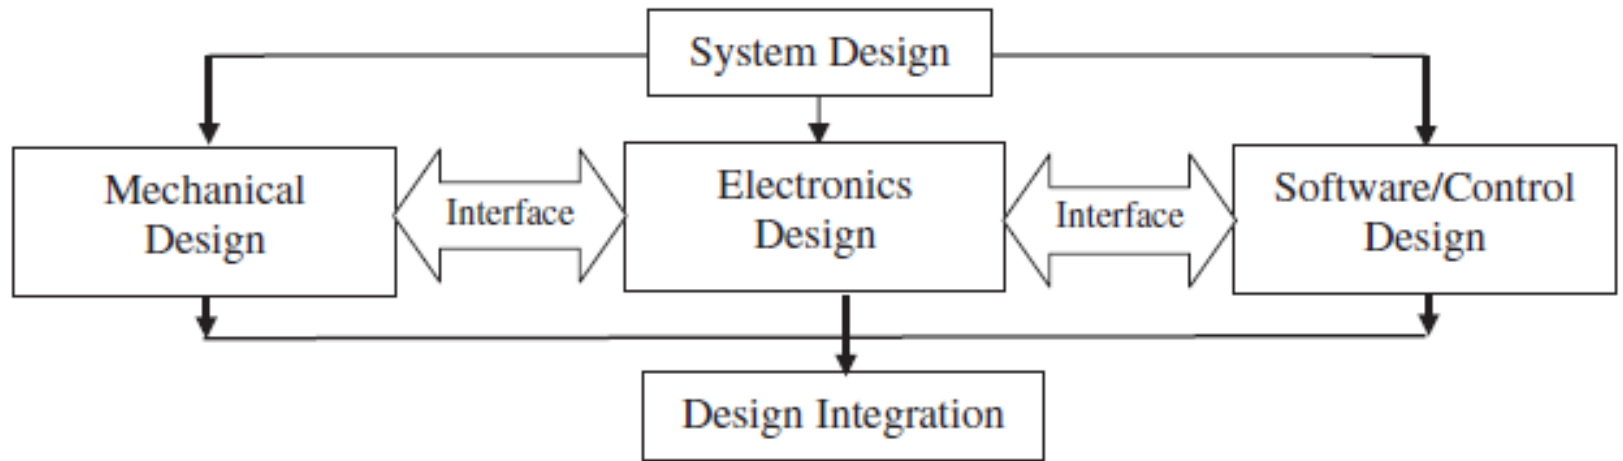 System Design
Mechanical
Design
Interface
Electronics
Design
Interface
Software/Control
Design
Design Integration